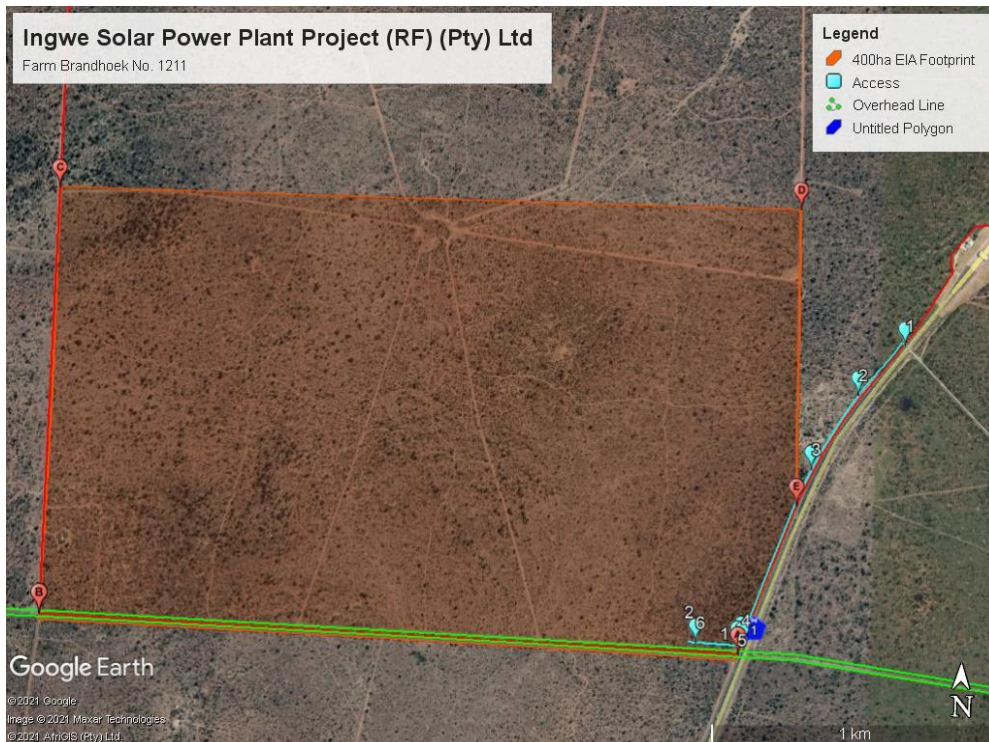 Ingwe Solar Power Plant Project (RF) (Pty) Ltd
Farm Brandhoek No. 1211
Legend
400ha EIA Footprint
Access
Overhead Line
Untitled Polygon
C
D
1
2
3
E
B
2
6
1
4
5
1
Google Earth
©2021 Google
Image © 2021 Maxar Technologies
©2021 AfriGIS (Pty) Ltd.
N
1 km